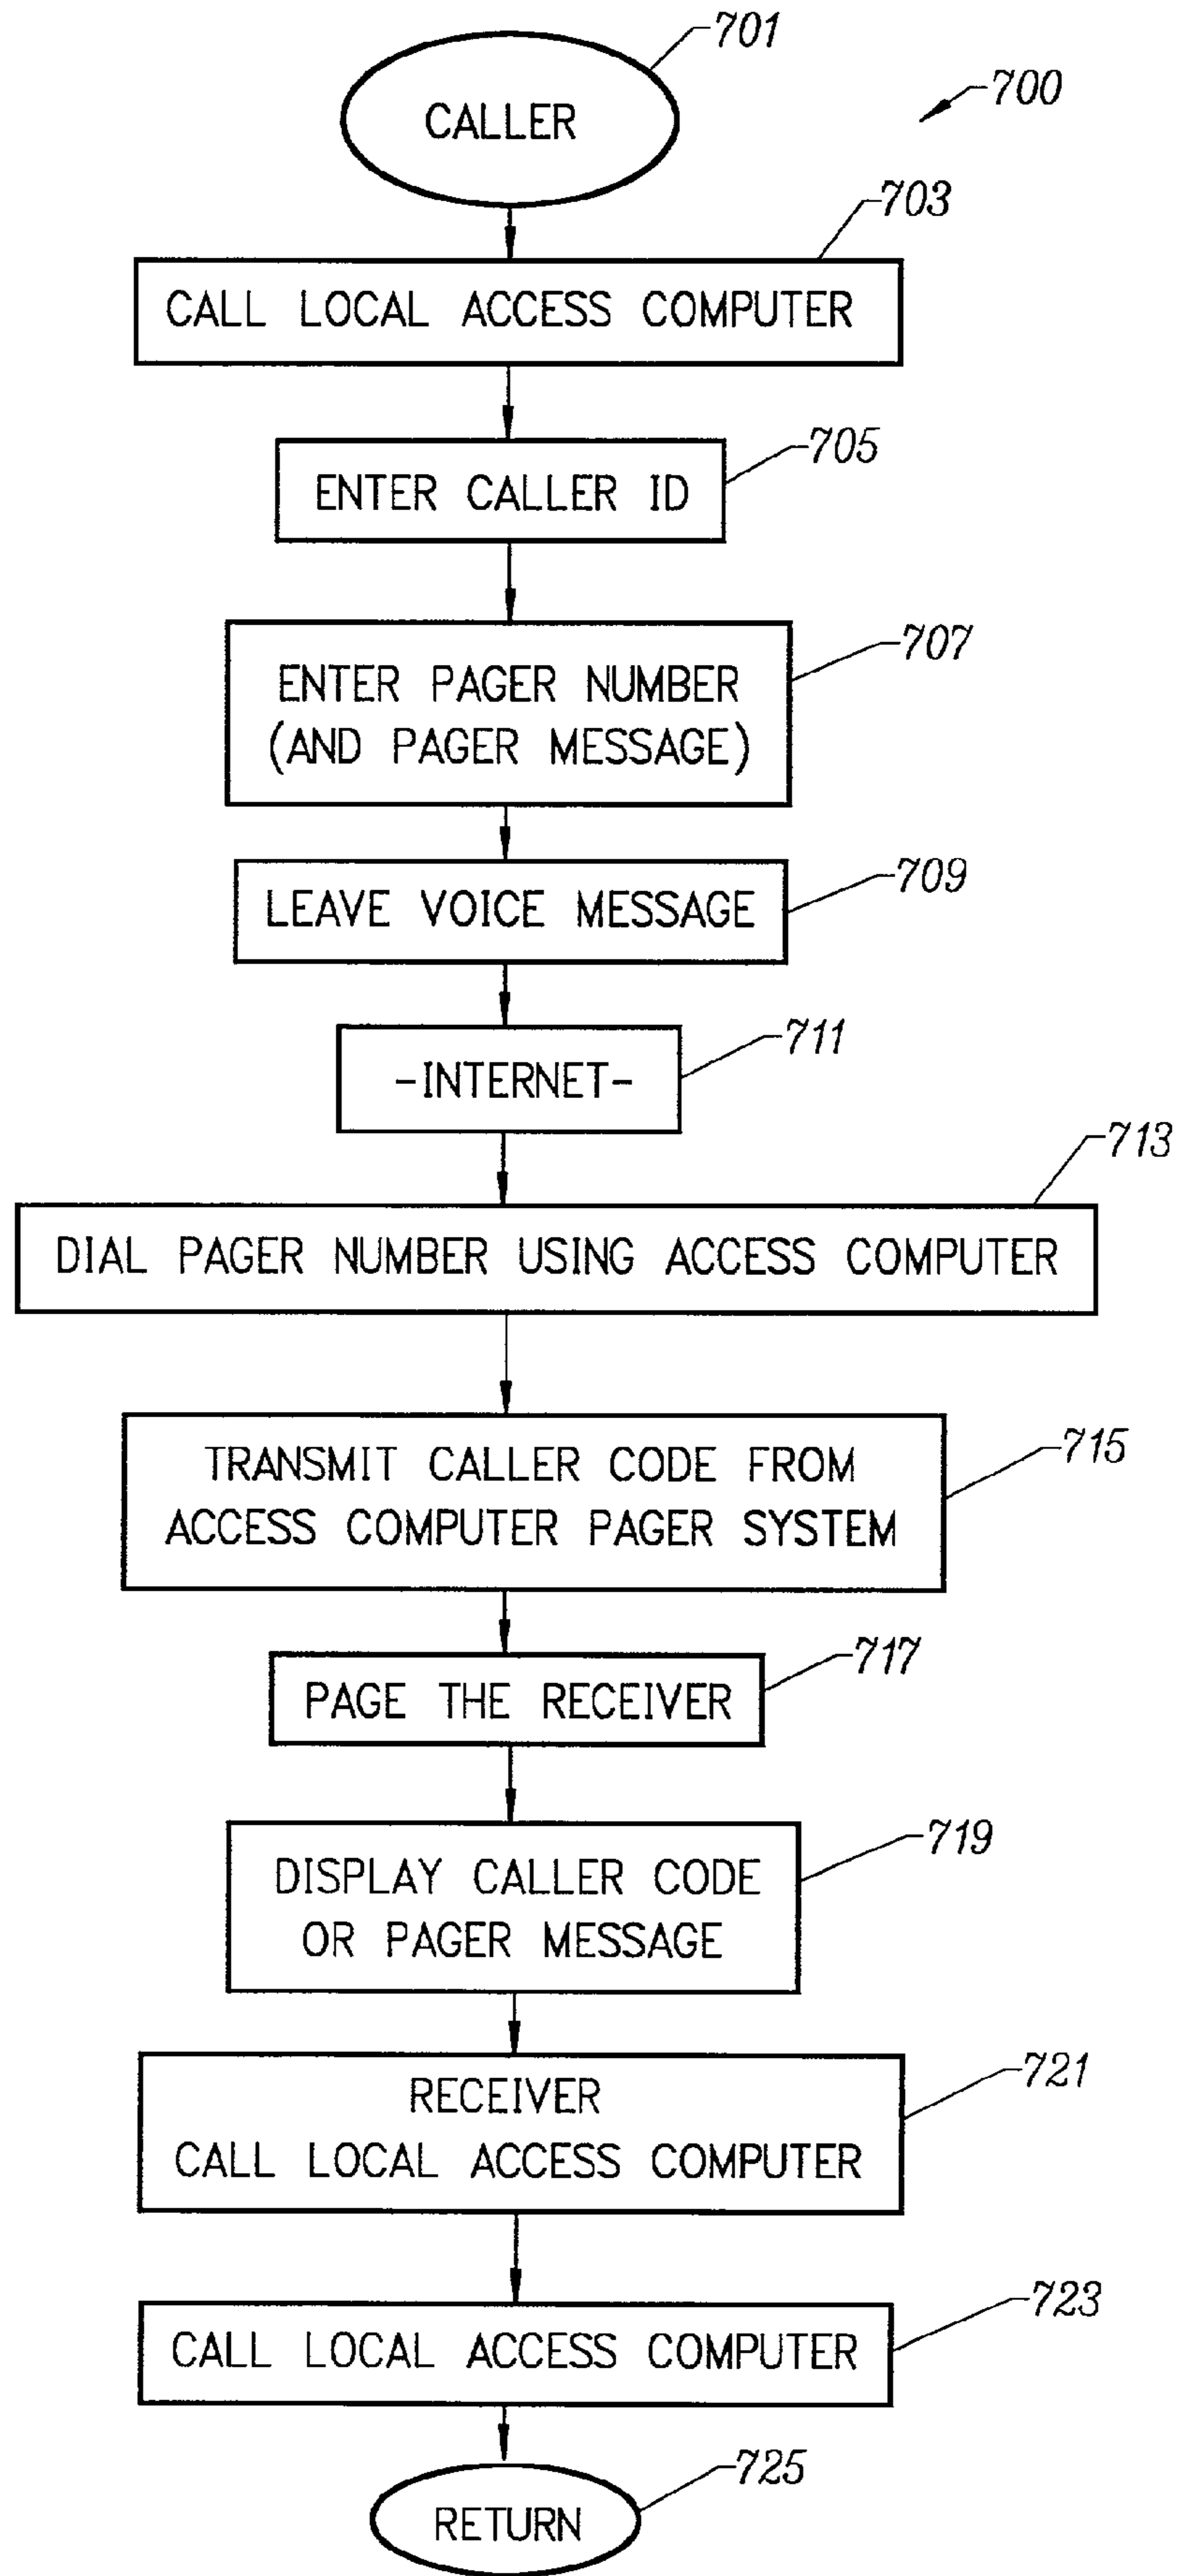 701
CALLER
700
703
CALL LOCAL ACCESS COMPUTER
705
ENTER CALLER ID
707
ENTER PAGER NUMBER
(AND PAGER MESSAGE)
709
LEAVE VOICE MESSAGE
711
-INTERNET-
713
DIAL PAGER NUMBER USING ACCESS COMPUTER
715
TRANSMIT CALLER CODE FROM
ACCESS COMPUTER PAGER SYSTEM
717
PAGE THE RECEIVER
719
DISPLAY CALLER CODE
OR PAGER MESSAGE
721
RECEIVER
CALL LOCAL ACCESS COMPUTER
723
CALL LOCAL ACCESS COMPUTER
725
RETURN